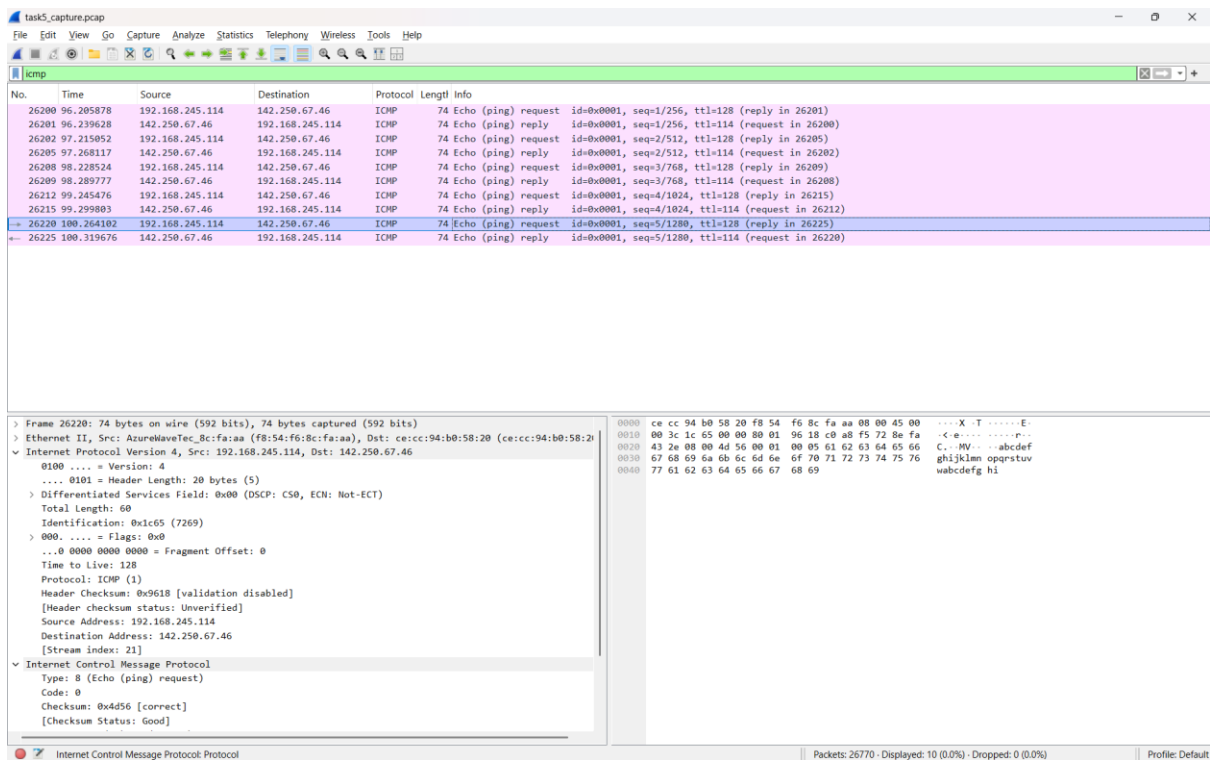 task5_capture.pcap
File Edit View Go Capture Analyze Statistics Telephony Wireless Tools Help
icmp
No. Time Source Destination Protocol Lengtl Info
26200 96.205878 192.168.245.114 142.250.67.46 ICMP 74 Echo (ping) request id=0x0001, seq=1/256, ttl=128 (reply in 26201)
26201 96.239628 142.250.67.46 192.168.245.114 ICMP 74 Echo (ping) reply id=0x0001, seq=1/256, ttl=114 (request in 26200)
26202 97.215052 192.168.245.114 142.250.67.46 ICMP 74 Echo (ping) request id=0x0001, seq=2/512, ttl=128 (reply in 26205)
26205 97.268117 142.250.67.46 192.168.245.114 ICMP 74 Echo (ping) reply id=0x0001, seq=2/512, ttl=114 (request in 26202)
26208 98.228524 192.168.245.114 142.250.67.46 ICMP 74 Echo (ping) request id=0x0001, seq=3/768, ttl=128 (reply in 26209)
26209 98.289777 142.250.67.46 192.168.245.114 ICMP 74 Echo (ping) reply id=0x0001, seq=3/768, ttl=114 (request in 26208)
26212 99.245476 192.168.245.114 142.250.67.46 ICMP 74 Echo (ping) request id=0x0001, seq=4/1024, ttl=128 (reply in 26215)
26215 99.299803 142.250.67.46 192.168.245.114 ICMP 74 Echo (ping) reply id=0x0001, seq=4/1024, ttl=114 (request in 26212)
26220 100.264102 192.168.245.114 142.250.67.46 ICMP 74 Echo (ping) request id=0x0001, seq=5/1280, ttl=128 (reply in 26225)
26225 100.319676 142.250.67.46 192.168.245.114 ICMP 74 Echo (ping) reply id=0x0001, seq=5/1280, ttl=114 (request in 26220)
> Frame 26220: 74 bytes on wire (592 bits), 74 bytes captured (592 bits)
> Ethernet II, Src: AzureWaveTec_8c:fa:aa (f8:54:f6:8c:fa:aa), Dst: ce:cc:94:b0:58:20 (ce:cc:94:b0:58:2
Internet Protocol Version 4, Src: 192.168.245.114, Dst: 142.250.67.46
0100 .... = Version: 4
.... 0101 = Header Length: 20 bytes (5)
> Differentiated Services Field: 0x00 (DSCP: CS0, ECN: Not-ECT)
Total Length: 60
Identification: 0x1c65 (7269)
> 000. .... = Flags: 0x0
...0 0000 0000 0000 = Fragment Offset: 0
Time to Live: 128
Protocol: ICMP (1)
Header Checksum: 0x9618 [validation disabled]
[Header checksum status: Unverified]
Source Address: 192.168.245.114
Destination Address: 142.250.67.46
[Stream index: 21]
Internet Control Message Protocol
Type: 8 (Echo (ping) request)
Code: 0
Checksum: 0x4d56 [correct]
[Checksum Status: Good]
0000 ce cc 94 b0 58 20 f8 54 f6 8c fa aa 08 00 45 00 ····X ·T ······E·
0010 00 3c 1c 65 00 00 80 01 96 18 c0 a8 f5 72 8e fa ·<·e···· ·····r··
0020 43 2e 08 00 4d 56 00 01 00 05 61 62 63 64 65 66 C.··MV·· ··abcdef
0030 67 68 69 6a 6b 6c 6d 6e 6f 70 71 72 73 74 75 76 ghijklmn opqrstuv
0040 77 61 62 63 64 65 66 67 68 69 wabcdefg hi
Internet Control Message Protocol: Protocol
Packets: 26770 · Displayed: 10 (0.0%) · Dropped: 0 (0.0%)
Profile: Default